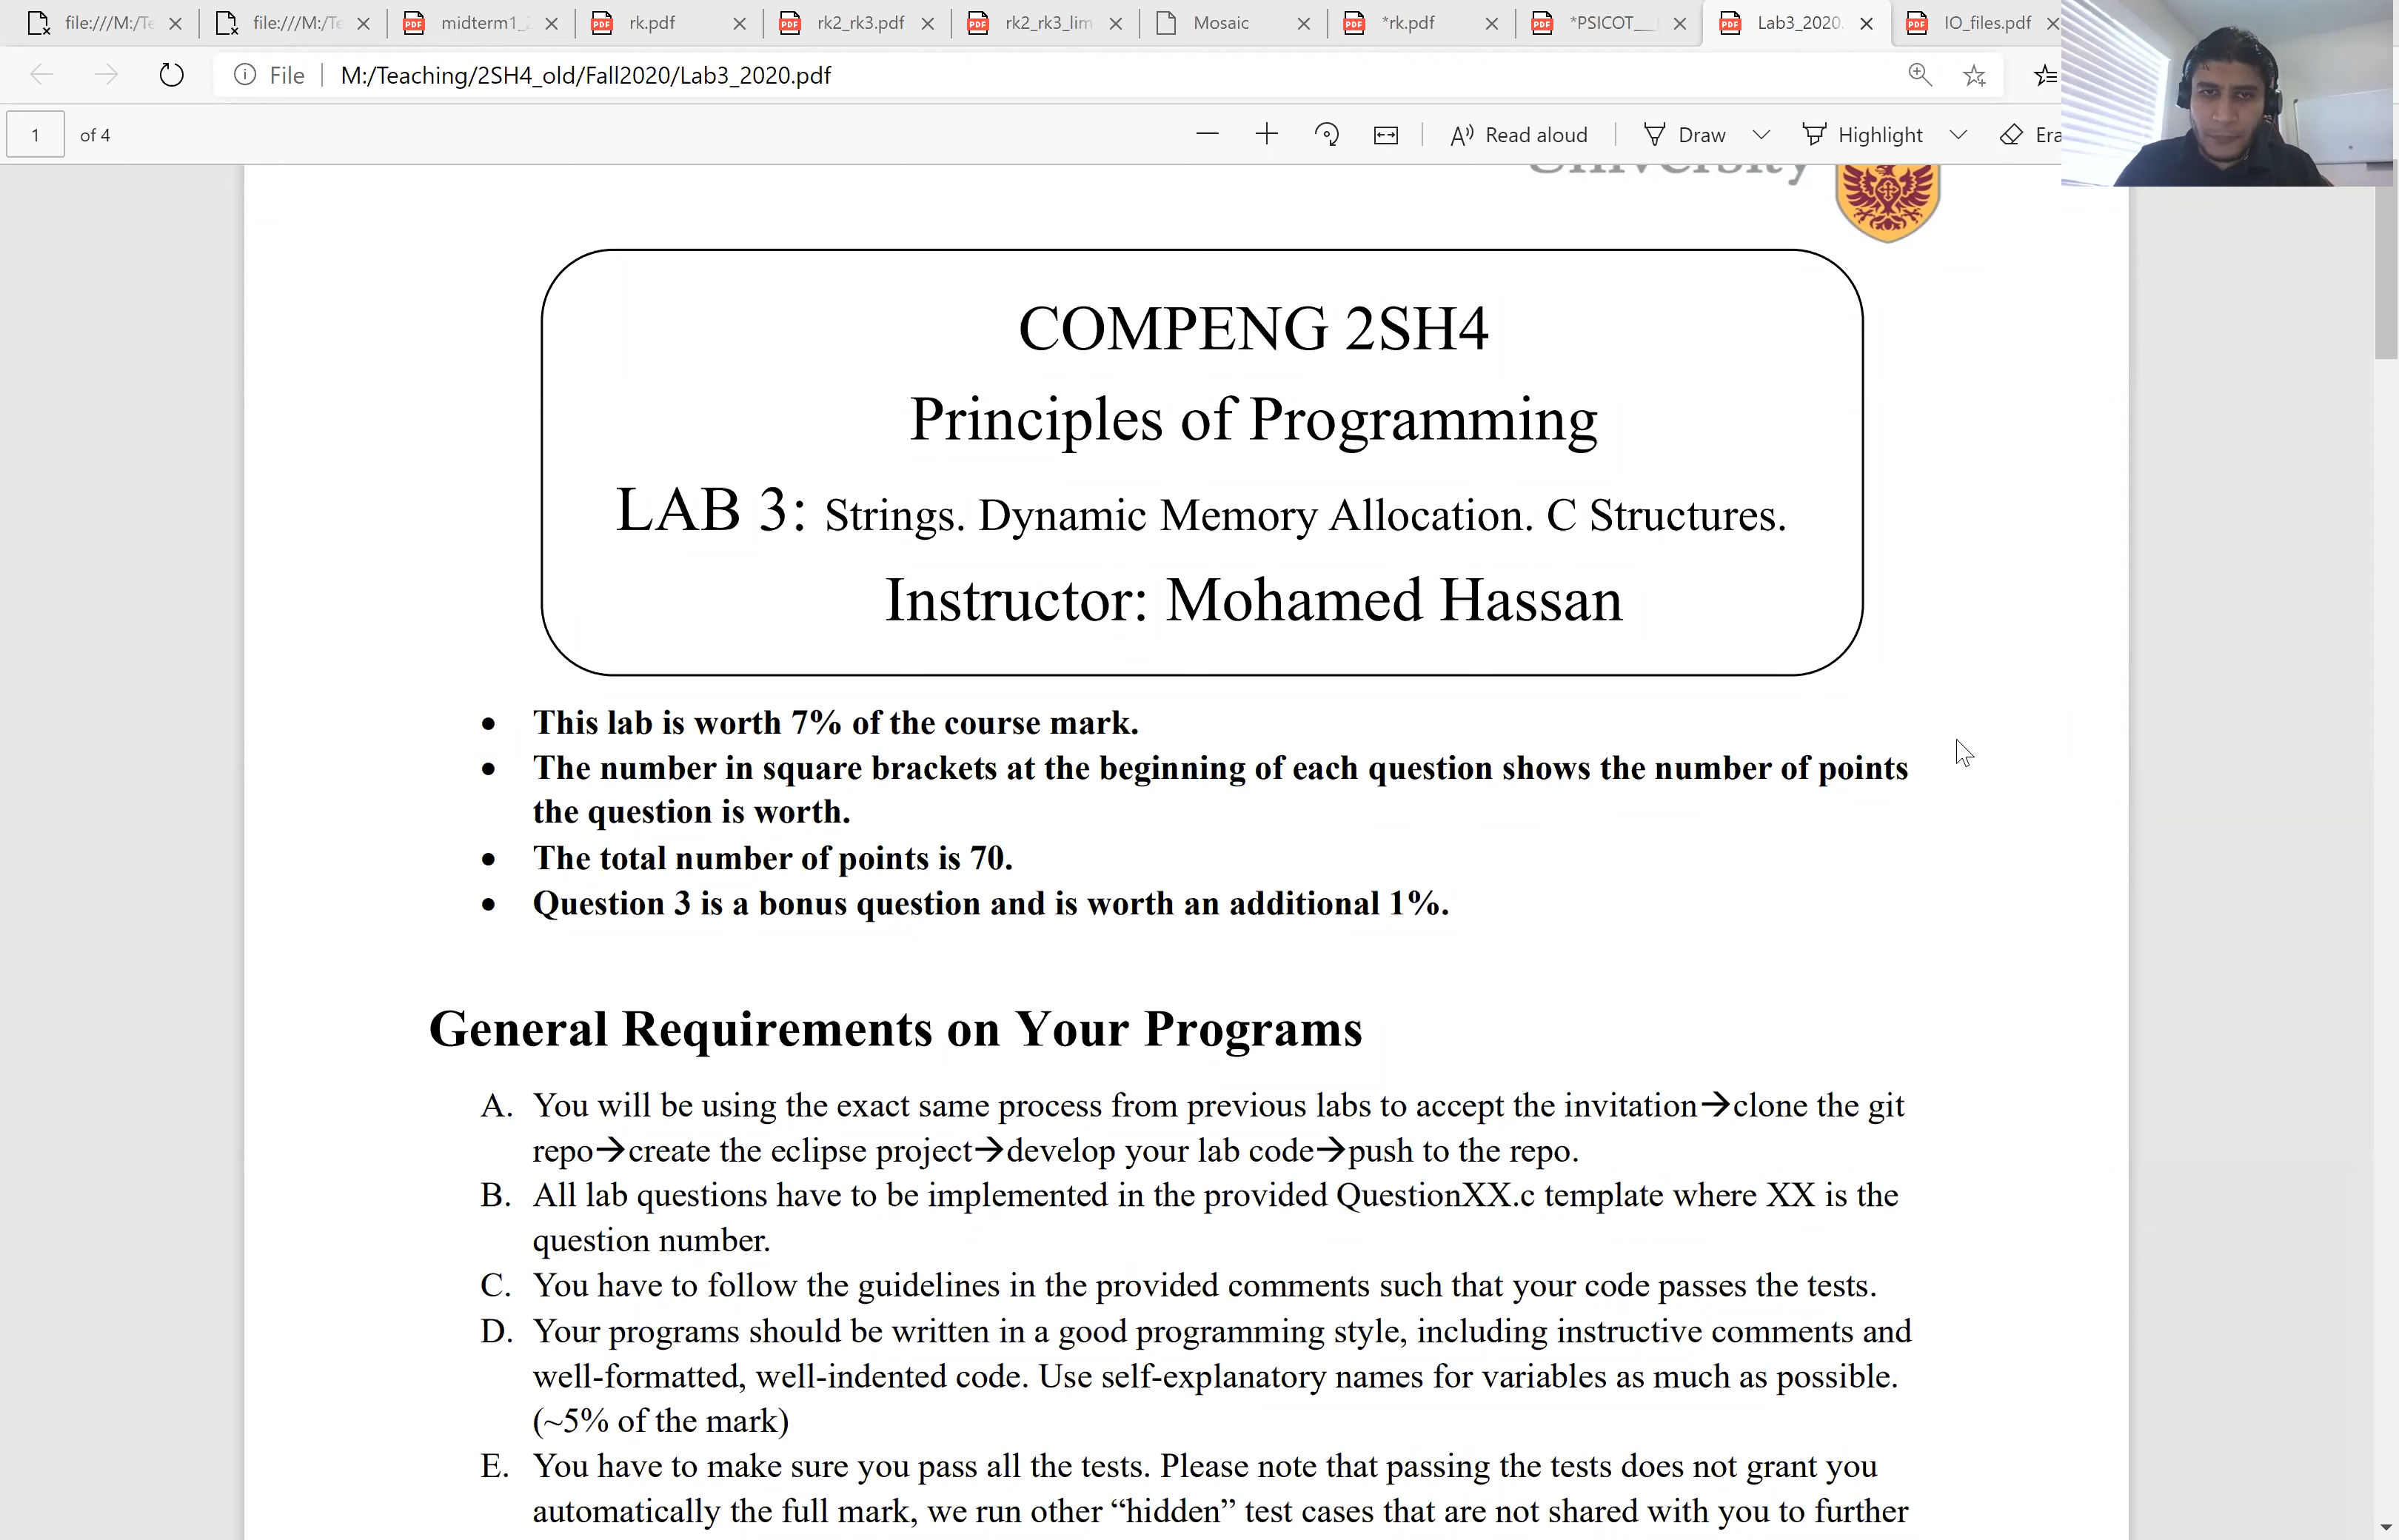 file:///M:/Te
file:///M:/Te
midterm1_2
rk.pdf
rk2_rk3.pdf
rk2_rk3_lim
Mosaic
*rk.pdf
*PSICOT__
Lab3_2020.
IO_files.pdf
File
M:/Teaching/2SH4_old/Fall2020/Lab3_2020.pdf
1 of 4
Read aloud
Draw
Highlight
Era
University
COMPENG 2SH4
Principles of Programming
LAB 3: Strings. Dynamic Memory Allocation. C Structures.
Instructor: Mohamed Hassan
• This lab is worth 7% of the course mark.
• The number in square brackets at the beginning of each question shows the number of points
the question is worth.
• The total number of points is 70.
• Question 3 is a bonus question and is worth an additional 1%.
General Requirements on Your Programs
A. You will be using the exact same process from previous labs to accept the invitation→clone the git
repo→create the eclipse project→develop your lab code→push to the repo.
B. All lab questions have to be implemented in the provided QuestionXX.c template where XX is the
question number.
C. You have to follow the guidelines in the provided comments such that your code passes the tests.
D. Your programs should be written in a good programming style, including instructive comments and
well-formatted, well-indented code. Use self-explanatory names for variables as much as possible.
(~5% of the mark)
E. You have to make sure you pass all the tests. Please note that passing the tests does not grant you
automatically the full mark, we run other “hidden” test cases that are not shared with you to further